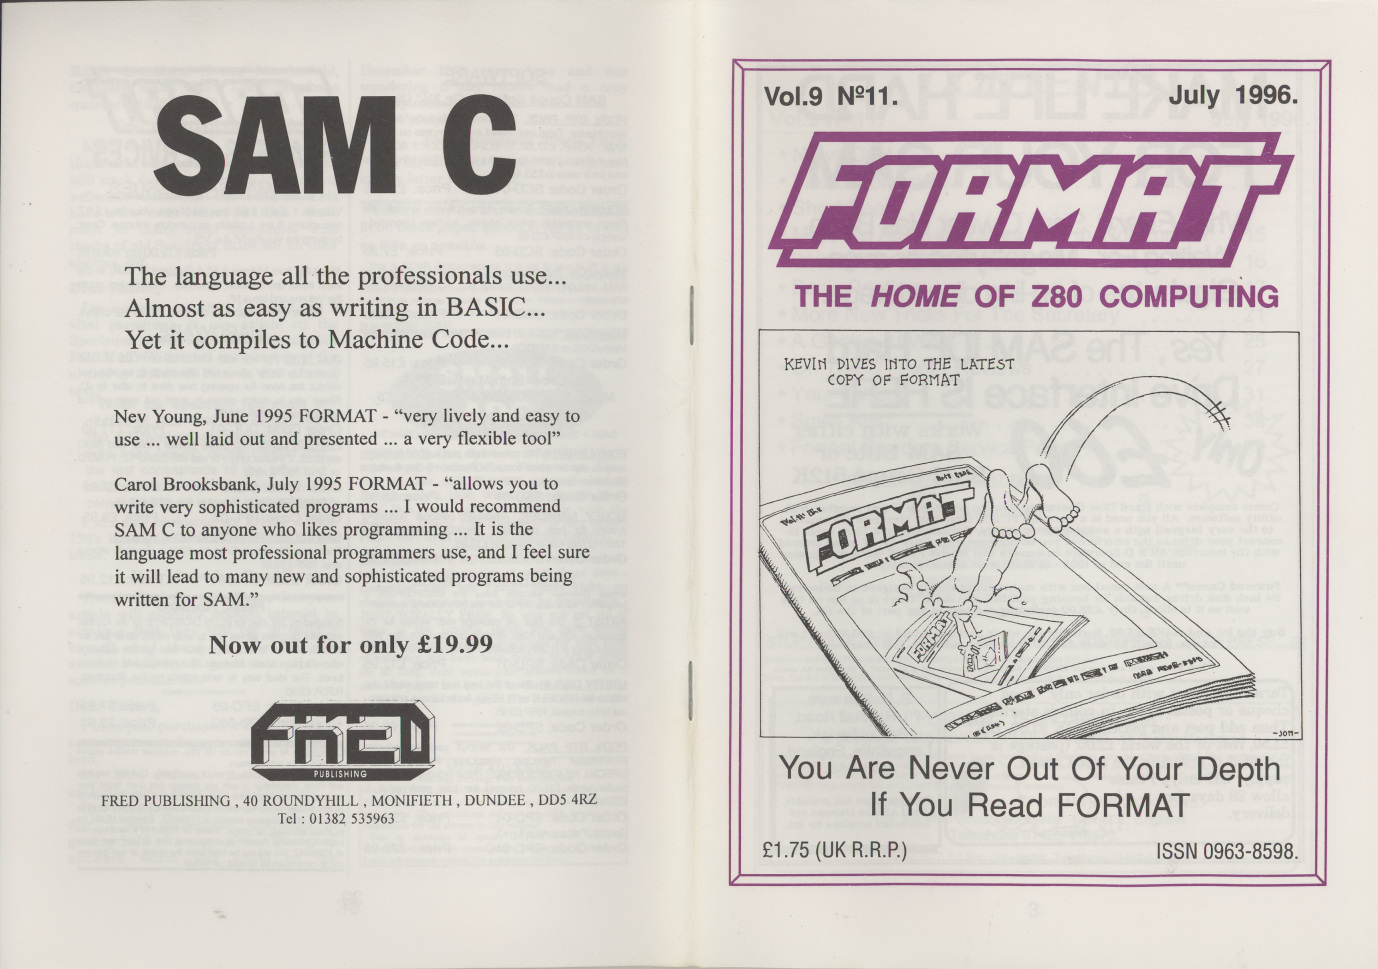 SAM C
The language all the professionals use...
Almost as easy as writing in BASIC...
Yet it compiles to Machine Code...
Nev Young, June 1995 FORMAT - “very lively and easy to
use ... well laid out and presented ... a very flexible tool”
Carol Brooksbank, July 1995 FORMAT - “allows you to
write very sophisticated programs ... I would recommend
SAM C to anyone who likes programming ... It is the
language most professional programmers use, and I feel sure
it will lead to many new and sophisticated programs being
written for SAM.”
Now out for only £19.99
FRED
PUBLISHING
FRED PUBLISHING , 40 ROUNDYHILL , MONIFIETH , DUNDEE , DD5 4RZ
Tel : 01382 535963
Vol.9 Nº11.
July 1996.
FORMAT
THE HOME OF Z80 COMPUTING
KEVIN DIVES INTO THE LATEST
COPY OF FORMAT
FORMAT
FORMAT
-JOM-
You Are Never Out Of Your Depth
If You Read FORMAT
£1.75 (UK R.R.P.)
ISSN 0963-8598.